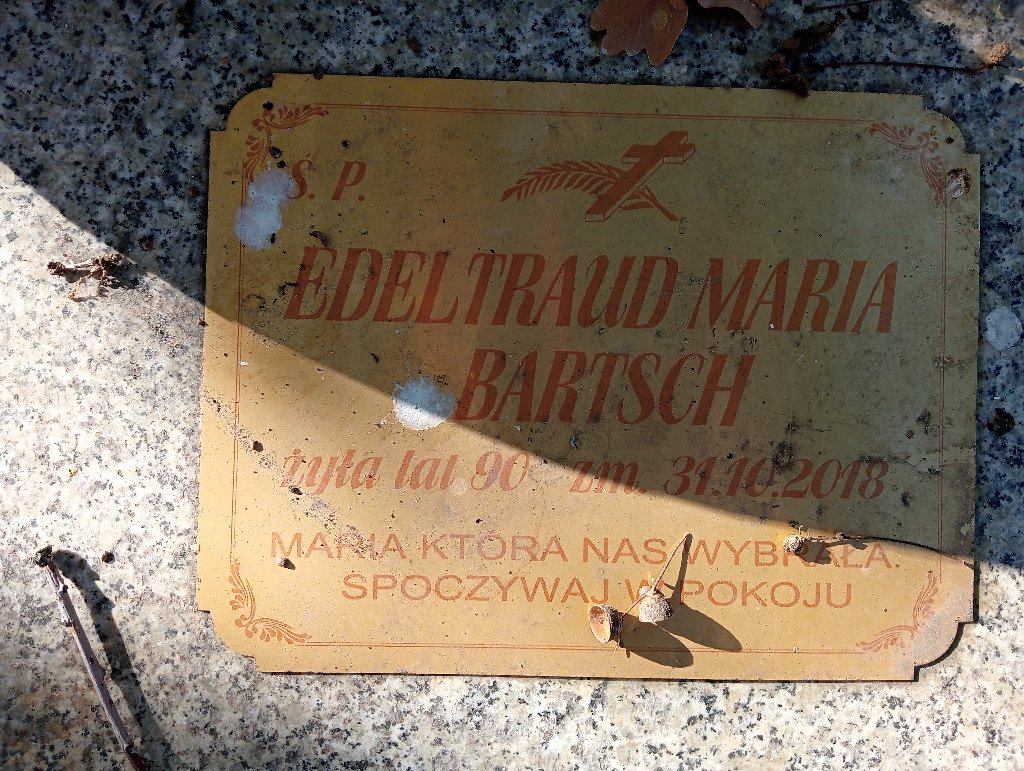 Ś. P.
EDELTRAUD MARIA
BARTSCH
żyła lat 90 zm. 31.10.2018
MARIA KTÓRA NAS WYBRAŁA.
SPOCZYWAJ W POKOJU